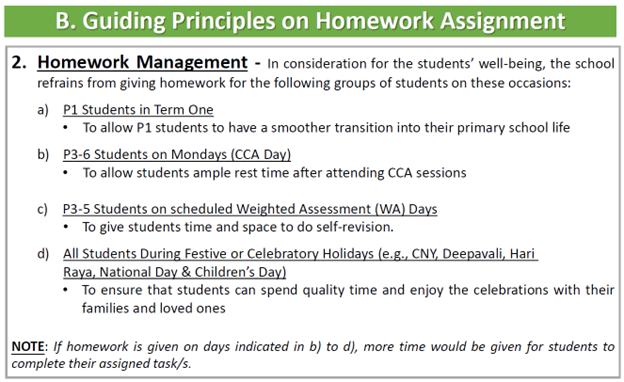 B. Guiding Principles on Homework Assignment
2. Homework Management - In consideration for the students' well-being, the school
refrains from giving homework for the following groups of students on these occasions:
a) P1 Students in Term One
• To allow P1 students to have a smoother transition into their primary school life
b) P3-6 Students on Mondays (CCA Day)
• To allow students ample rest time after attending CCA sessions
c) P3-5 Students on scheduled Weighted Assessment (WA) Days
• To give students time and space to do self-revision.
d) All Students During Festive or Celebratory Holidays (e.g., CNY, Deepavali, Hari
Raya, National Day & Children's Day)
• To ensure that students can spend quality time and enjoy the celebrations with their
families and loved ones
NOTE: If homework is given on days indicated in b) to d), more time would be given for students to
complete their assigned task/s.